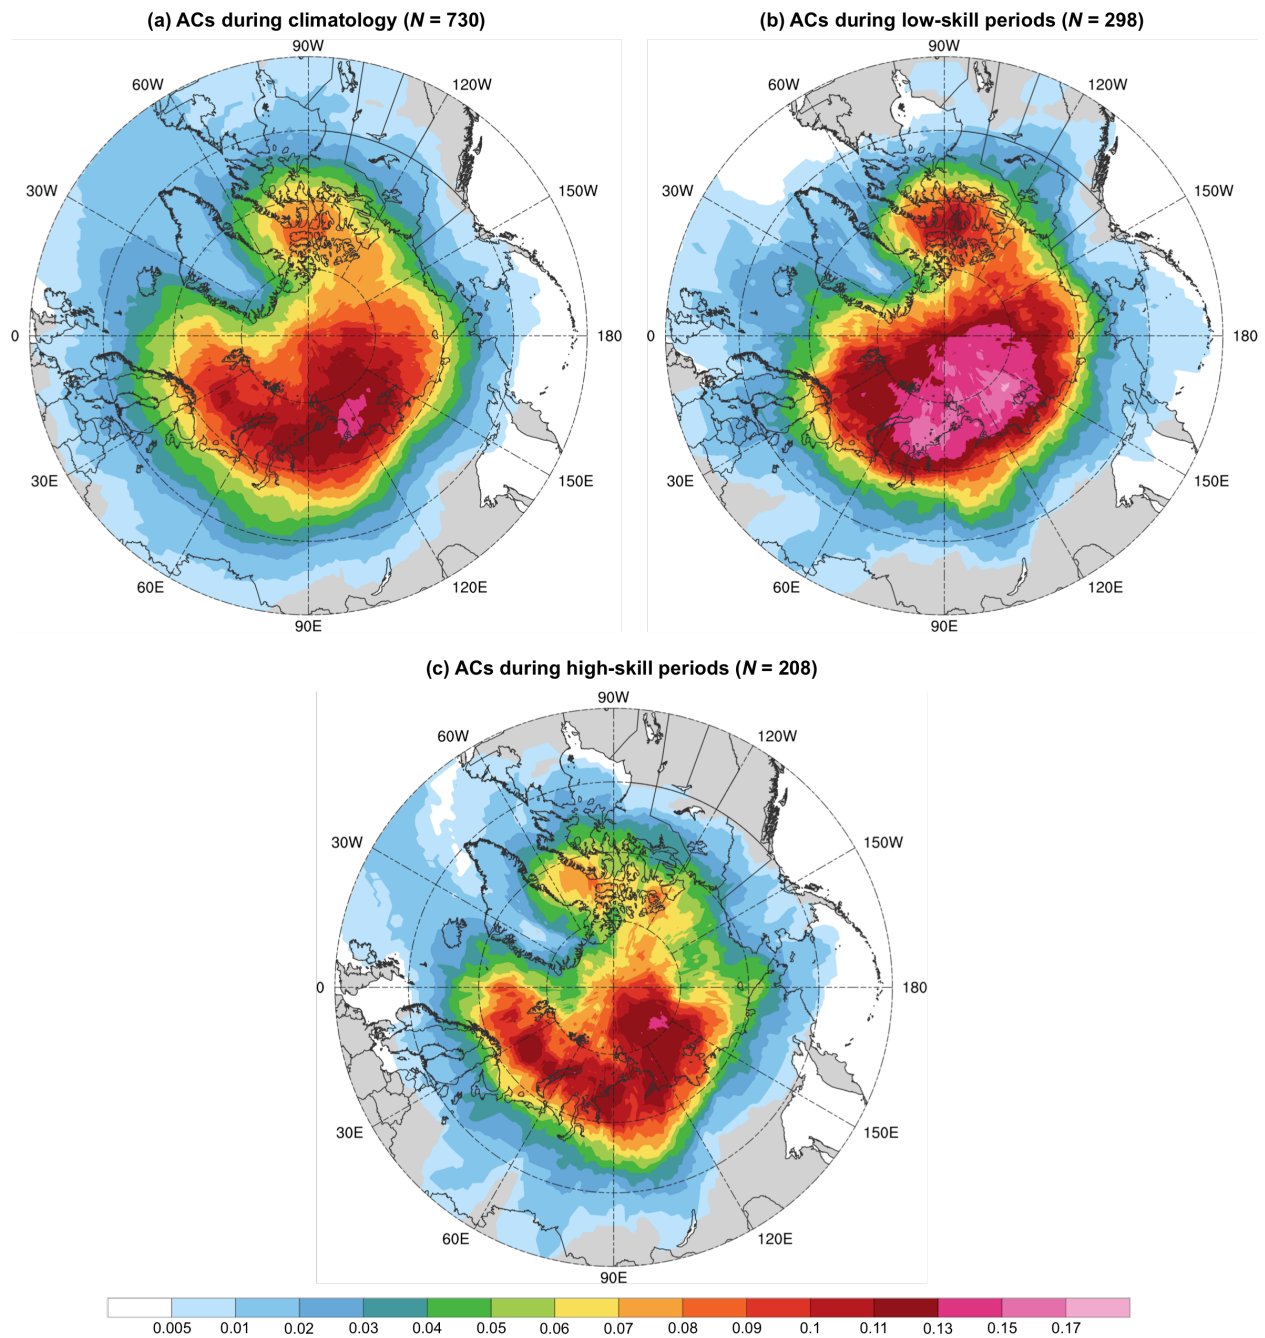 (a) ACs during climatology (N = 730)
90W
60W
120W
30W
150W
0
180
30E
150E
60E
120E
90E
(b) ACs during low-skill periods (N = 298)
90W
60W
120W
30W
150W
0
180
30E
150E
60E
120E
90E
(c) ACs during high-skill periods (N = 208)
90W
60W
120W
30W
150W
0
180
30E
150E
60E
120E
90E
0.005 0.01 0.02 0.03 0.04 0.05 0.06 0.07 0.08 0.09 0.1 0.11 0.13 0.15 0.17